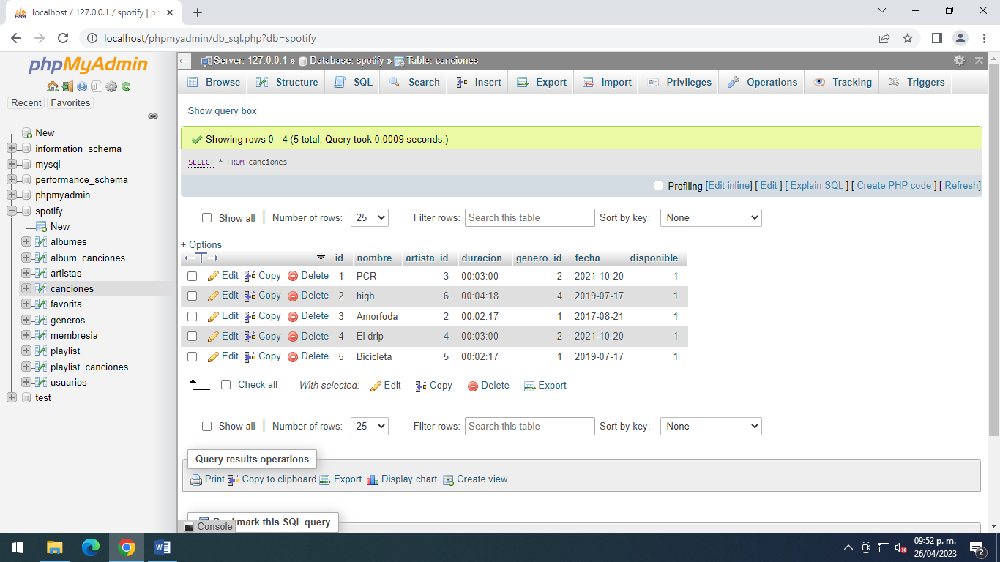 localhost / 127.0.0.1 / spotify | ph
localhost/phpmyadmin/db_sql.php?db=spotify
phpMyAdmin
Recent Favorites
New
information_schema
mysql
performance_schema
phpmyadmin
spotify
New
albumes
album_canciones
artistas
canciones
favorita
generos
membresia
playlist
playlist_canciones
usuarios
test
Server: 127.0.0.1 » Database: spotify » Table: canciones
Browse Structure SQL Search Insert Export Import Privileges Operations Tracking Triggers
Show query box
Showing rows 0 - 4 (5 total, Query took 0.0009 seconds.)
SELECT * FROM canciones
Profiling [Edit inline] [ Edit ] [ Explain SQL ] [ Create PHP code ] [ Refresh]
Show all Number of rows: 25 Filter rows: Search this table Sort by key: None
+ Options
id nombre artista_id duracion genero_id fecha disponible
Edit Copy Delete 1 PCR 3 00:03:00 2 2021-10-20 1
Edit Copy Delete 2 high 6 00:04:18 4 2019-07-17 1
Edit Copy Delete 3 Amorfoda 2 00:02:17 1 2017-08-21 1
Edit Copy Delete 4 El drip 4 00:03:00 2 2021-10-20 1
Edit Copy Delete 5 Bicicleta 5 00:02:17 1 2019-07-17 1
Check all With selected: Edit Copy Delete Export
Show all Number of rows: 25 Filter rows: Search this table Sort by key: None
Query results operations
Print Copy to clipboard Export Display chart Create view
kmark this SQL query
Console
09:52 p. m.
26/04/2023
2